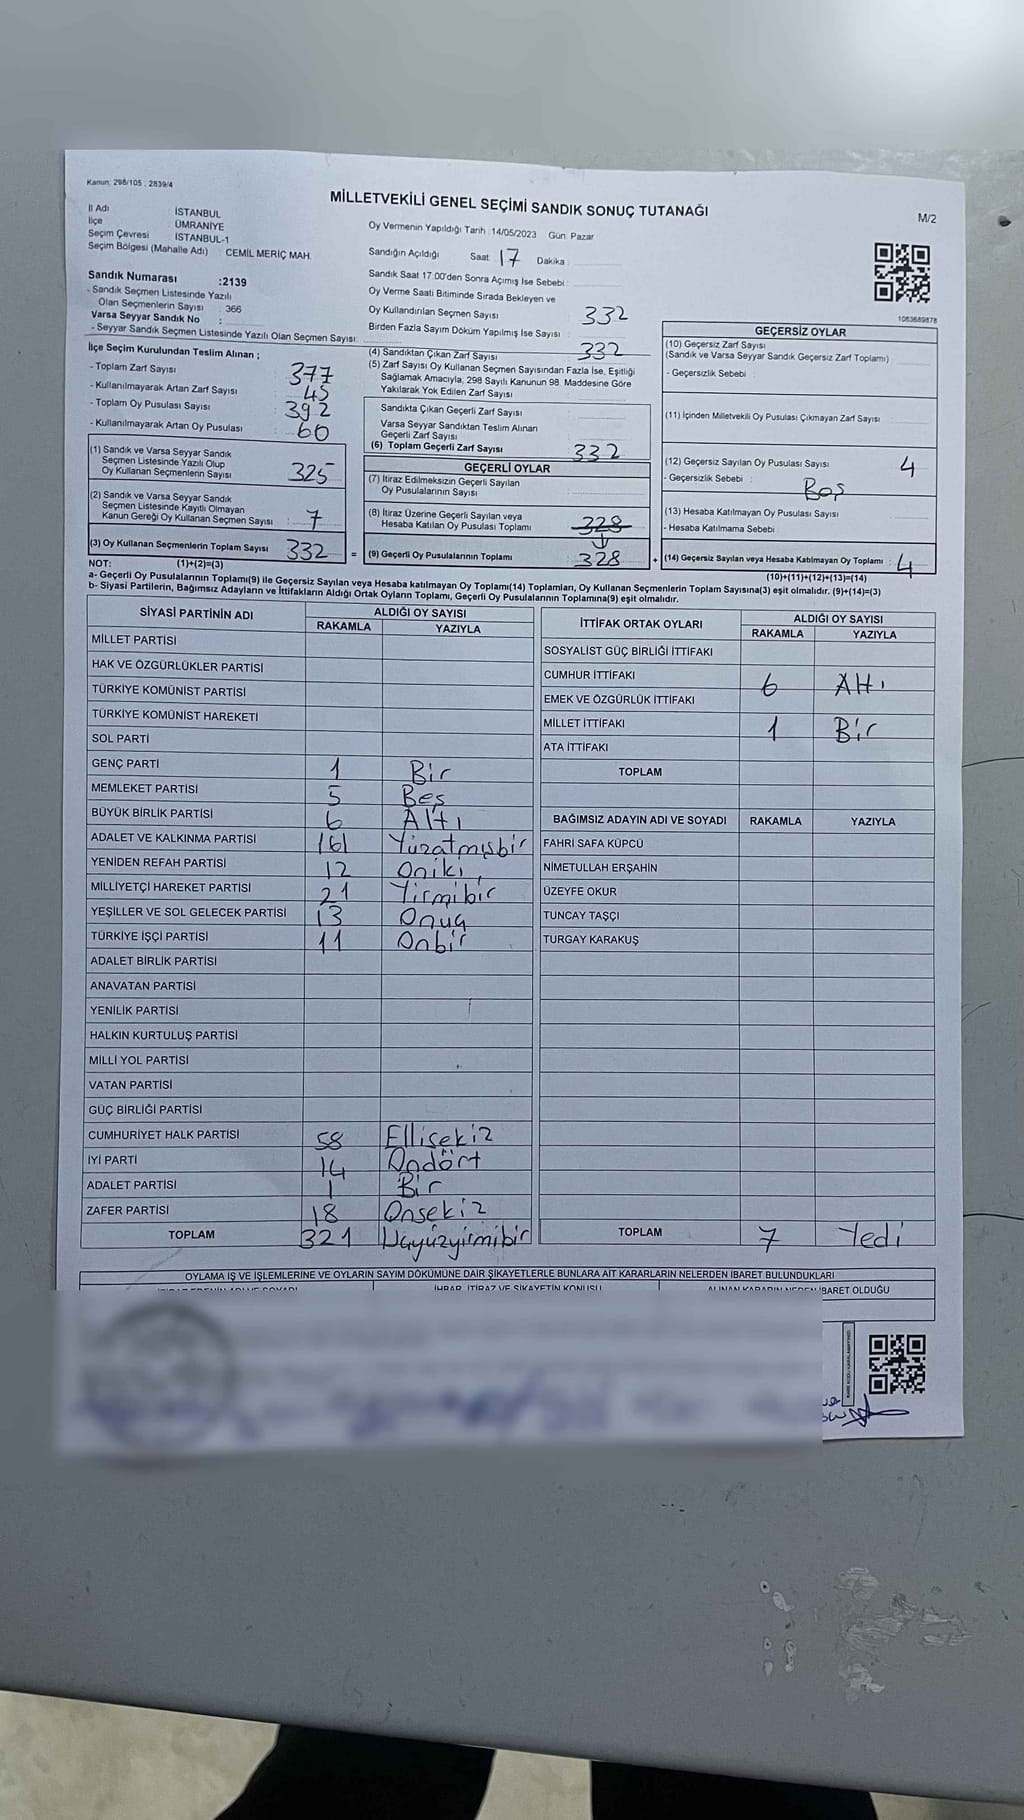 Kanun: 298/105 ; 2839/4
MİLLETVEKİLİ GENEL SEÇİMİ SANDIK SONUÇ TUTANAĞI
M/2
İl Adı İSTANBUL
İlçe ÜMRANİYE
Seçim Çevresi İSTANBUL-1
Seçim Bölgesi (Mahalle Adı) CEMİL MERİÇ MAH.
Sandık Numarası :2139
- Sandık Seçmen Listesinde Yazılı
Olan Seçmenlerin Sayısı : 366
Varsa Seyyar Sandık No :
- Seyyar Sandık Seçmen Listesinde Yazılı Olan Seçmen Sayısı:
Oy Vermenin Yapıldığı Tarih : 14/05/2023 Gün: Pazar
Sandığın Açıldığı Saat 17 Dakika :
Sandık Saat 17:00'den Sonra Açımış İse Sebebi :
Oy Verme Saati Bitiminde Sırada Bekleyen ve
Oy Kullandırılan Seçmen Sayısı 332
Birden Fazla Sayım Döküm Yapılmış İse Sayısı :
1083689878
İlçe Seçim Kurulundan Teslim Alınan ;
- Toplam Zarf Sayısı 377
- Kullanılmayarak Artan Zarf Sayısı 45
- Toplam Oy Pusulası Sayısı 392
- Kullanılmayarak Artan Oy Pusulası 60
(1) Sandık ve Varsa Seyyar Sandık
Seçmen Listesinde Yazılı Olup
Oy Kullanan Seçmenlerin Sayısı 325
(2) Sandık ve Varsa Seyyar Sandık
Seçmen Listesinde Kayıtlı Olmayan
Kanun Gereği Oy Kullanan Seçmen Sayısı : 7
(3) Oy Kullanan Seçmenlerin Toplam Sayısı 332 =
(4) Sandıktan Çıkan Zarf Sayısı 332
(5) Zarf Sayısı Oy Kullanan Seçmen Sayısından Fazla İse, Eşitliği
Sağlamak Amacıyla, 298 Sayılı Kanunun 98. Maddesine Göre
Yakılarak Yok Edilen Zarf Sayısı
Sandıkta Çıkan Geçerli Zarf Sayısı
Varsa Seyyar Sandıktan Teslim Alınan
Geçerli Zarf Sayısı
(6) Toplam Geçerli Zarf Sayısı 332
GEÇERLİ OYLAR
(7) İtiraz Edilmeksizin Geçerli Sayılan
Oy Pusulalarının Sayısı
(8) İtiraz Üzerine Geçerli Sayılan veya
Hesaba Katılan Oy Pusulası Toplamı 328
(9) Geçerli Oy Pusulalarının Toplamı 328 +
GEÇERSİZ OYLAR
(10) Geçersiz Zarf Sayısı
(Sandık ve Varsa Seyyar Sandık Geçersiz Zarf Toplamı)
- Geçersizlik Sebebi :
(11) İçinden Milletvekili Oy Pusulası Çıkmayan Zarf Sayısı
(12) Geçersiz Sayılan Oy Pusulası Sayısı 4
- Geçersizlik Sebebi : Boş
(13) Hesaba Katılmayan Oy Pusulası Sayısı
- Hesaba Katılmama Sebebi :
(14) Geçersiz Sayılan veya Hesaba Katılmayan Oy Toplamı : 4
NOT: (1)+(2)=(3) (10)+(11)+(12)+(13)=(14)
a- Geçerli Oy Pusulalarının Toplamı(9) ile Geçersiz Sayılan veya Hesaba katılmayan Oy Toplamı(14) Toplamları, Oy Kullanan Seçmenlerin Toplam Sayısına(3) eşit olmalıdır. (9)+(14)=(3)
b- Siyasi Partilerin, Bağımsız Adayların ve İttifakların Aldığı Ortak Oyların Toplamı, Geçerli Oy Pusulalarının Toplamına(9) eşit olmalıdır.
SİYASİ PARTİNİN ADI ALDIĞI OY SAYISI
RAKAMLA YAZIYLA
MİLLET PARTİSİ
HAK VE ÖZGÜRLÜKLER PARTİSİ
TÜRKİYE KOMÜNİST PARTİSİ
TÜRKİYE KOMÜNİST HAREKETİ
SOL PARTİ
GENÇ PARTİ 1 Bir
MEMLEKET PARTİSİ 5 Beş
BÜYÜK BİRLİK PARTİSİ 6 Altı
ADALET VE KALKINMA PARTİSİ 161 Yüzatmışbir
YENİDEN REFAH PARTİSİ 12 Oniki
MİLLİYETÇİ HAREKET PARTİSİ 21 Yirmibir
YEŞİLLER VE SOL GELECEK PARTİSİ 13 Onüç
TÜRKİYE İŞÇİ PARTİSİ 11 Onbir
ADALET BİRLİK PARTİSİ
ANAVATAN PARTİSİ
YENİLİK PARTİSİ
HALKIN KURTULUŞ PARTİSİ
MİLLİ YOL PARTİSİ
VATAN PARTİSİ
GÜÇ BİRLİĞİ PARTİSİ
CUMHURİYET HALK PARTİSİ 58 Ellisekiz
İYİ PARTİ 14 Ondört
ADALET PARTİSİ 1 Bir
ZAFER PARTİSİ 18 Onsekiz
TOPLAM 321 Üçyüzyirmibir
İTTİFAK ORTAK OYLARI ALDIĞI OY SAYISI
RAKAMLA YAZIYLA
SOSYALİST GÜÇ BİRLİĞİ İTTİFAKI
CUMHUR İTTİFAKI 6 Altı
EMEK VE ÖZGÜRLÜK İTTİFAKI
MİLLET İTTİFAKI 1 Bir
ATA İTTİFAKI
TOPLAM
BAĞIMSIZ ADAYIN ADI VE SOYADI RAKAMLA YAZIYLA
FAHRİ SAFA KÜPCÜ
NİMETULLAH ERŞAHİN
ÜZEYFE OKUR
TUNCAY TAŞÇI
TURGAY KARAKUŞ
TOPLAM 7 Yedi
OYLAMA İŞ VE İŞLEMLERİNE VE OYLARIN SAYIM DÖKÜMÜNE DAİR ŞİKAYETLERLE BUNLARA AİT KARARLARIN NELERDEN İBARET BULUNDUKLARI
İTİRAZ EDENİN ADI VE SOYADI İHBAR, İTİRAZ VE ŞİKAYETİN KONUSU ALINAN KARARIN NEDEN İBARET OLDUĞU